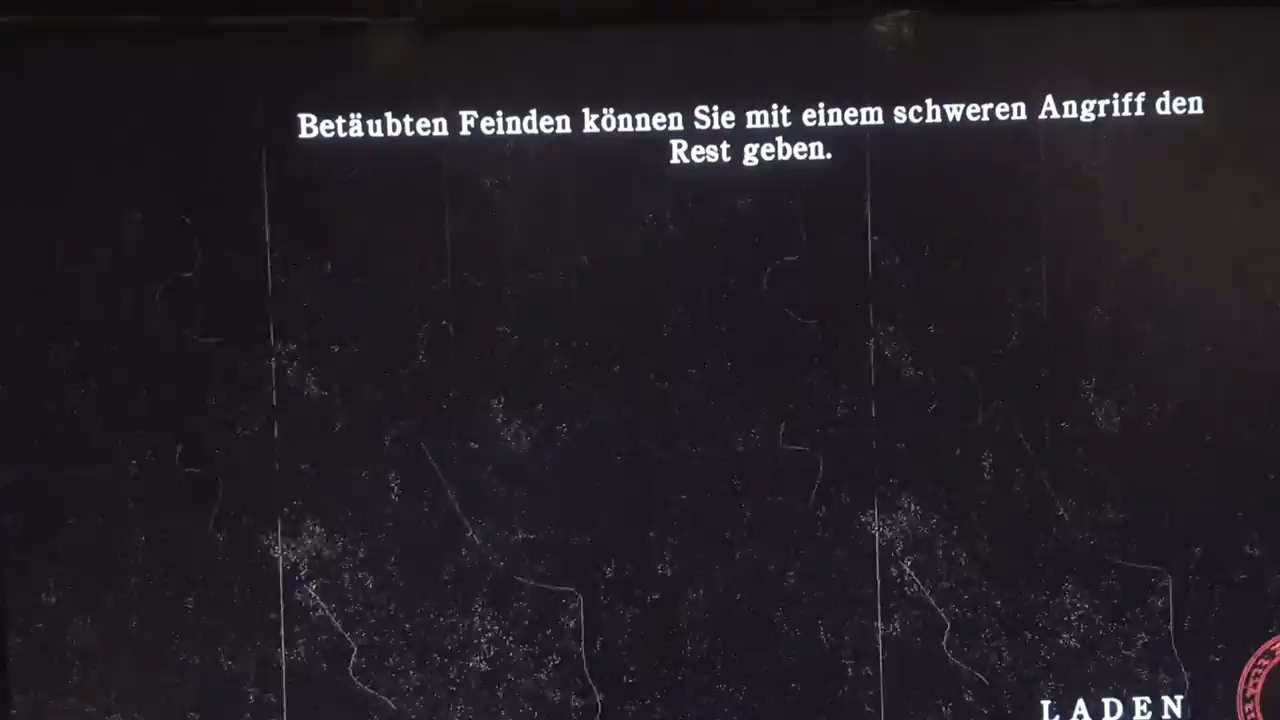 Betäubten Feinden können Sie mit einem schweren Angriff den
Rest geben.
LADEN